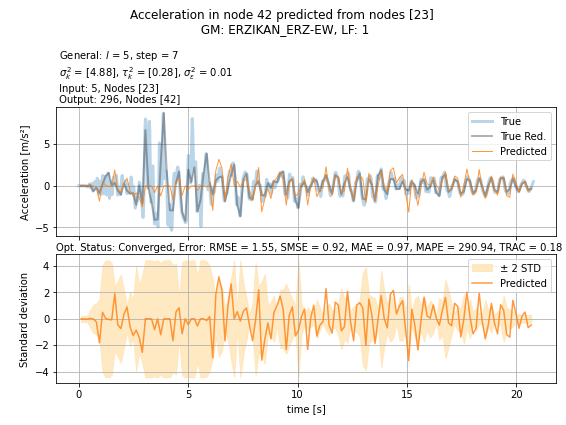 Acceleration in node 42 predicted from nodes [23]
GM: ERZIKAN_ERZ-EW, LF: 1
General: l = 5, step = 7
σ²ₖ = [4.88], τ²ₖ = [0.28], σ²ε = 0.01
Input: 5, Nodes [23]
Output: 296, Nodes [42]
Acceleration [m/s²]
5
0
−5
True
True Red.
Predicted
Opt. Status: Converged, Error: RMSE = 1.55, SMSE = 0.92, MAE = 0.97, MAPE = 290.94, TRAC = 0.18
Standard deviation
4
2
0
−2
−4
± 2 STD
Predicted
0 5 10 15 20
time [s]